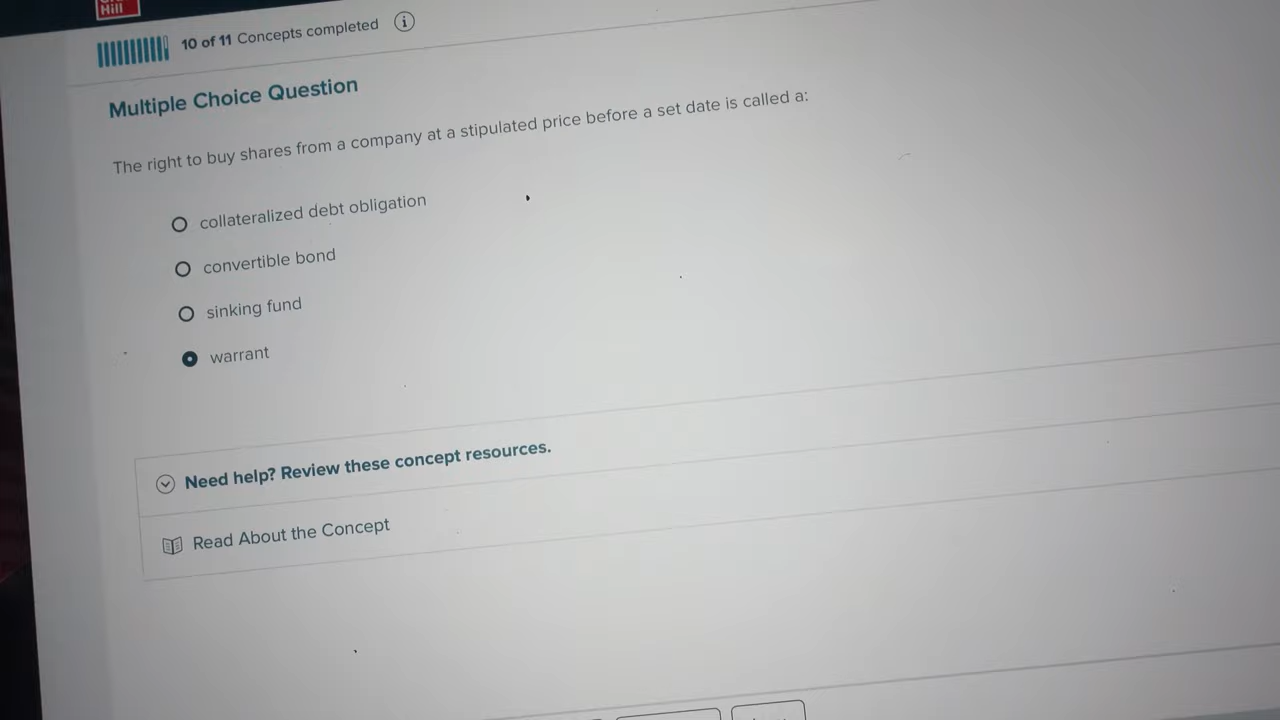 Hill
10 of 11 Concepts completed
Multiple Choice Question
The right to buy shares from a company at a stipulated price before a set date is called a:
collateralized debt obligation
convertible bond
sinking fund
warrant
Need help? Review these concept resources.
Read About the Concept